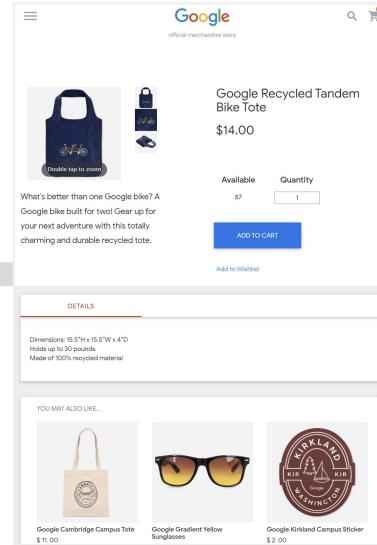 Google
official merchandise store
Google Recycled Tandem
Bike Tote
$14.00
Double tap to zoom
Available Quantity
87 1
What's better than one Google bike? A
Google bike built for two! Gear up for
your next adventure with this totally
charming and durable recycled tote.
ADD TO CART
Add to Wishlist
DETAILS
Dimensions: 15.5"H x 15.5"W x 4"D
Holds up to 30 pounds
Made of 100% recycled material
YOU MAY ALSO LIKE...
KIRKLAND
KIR KIR
Google
WASHINGTON
Google Cambridge Campus Tote
$ 11. 00
Google Gradient Yellow
Sunglasses
Google Kirkland Campus Sticker
$ 2. 00